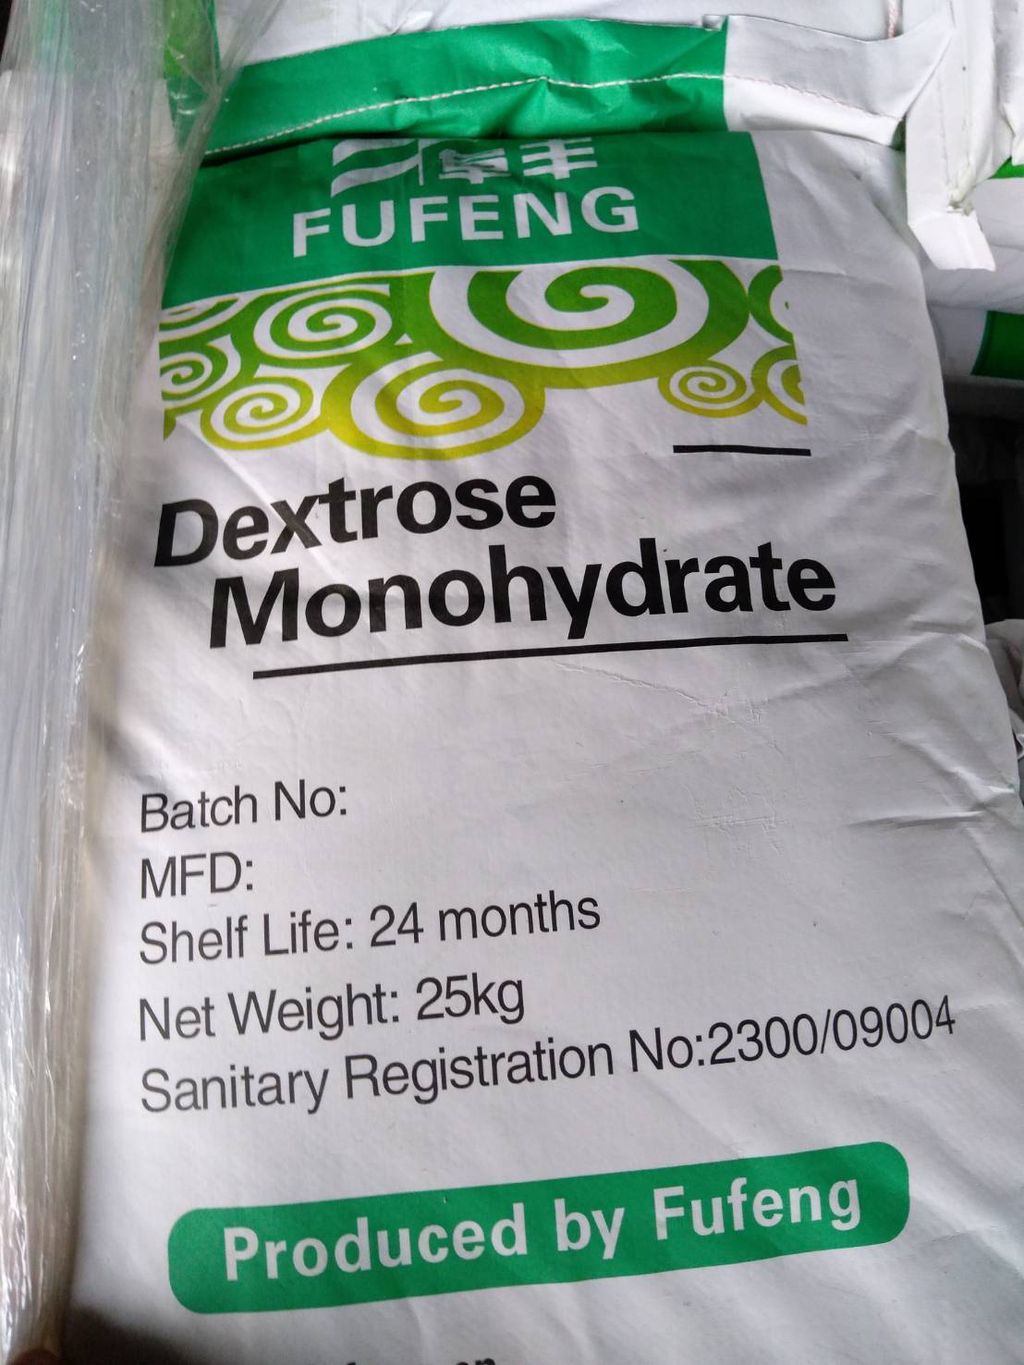 阜丰
FUFENG
Dextrose
Monohydrate
Batch No:
MFD:
Shelf Life: 24 months
Net Weight: 25kg
Sanitary Registration No:2300/09004
Produced by Fufeng